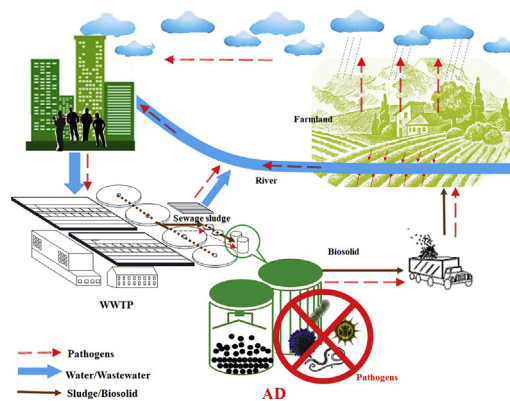 Farmland
River
Sewage sludge
Biosolid
WWTP
Pathogens
Pathogens
Water/Wastewater
Sludge/Biosolid
AD